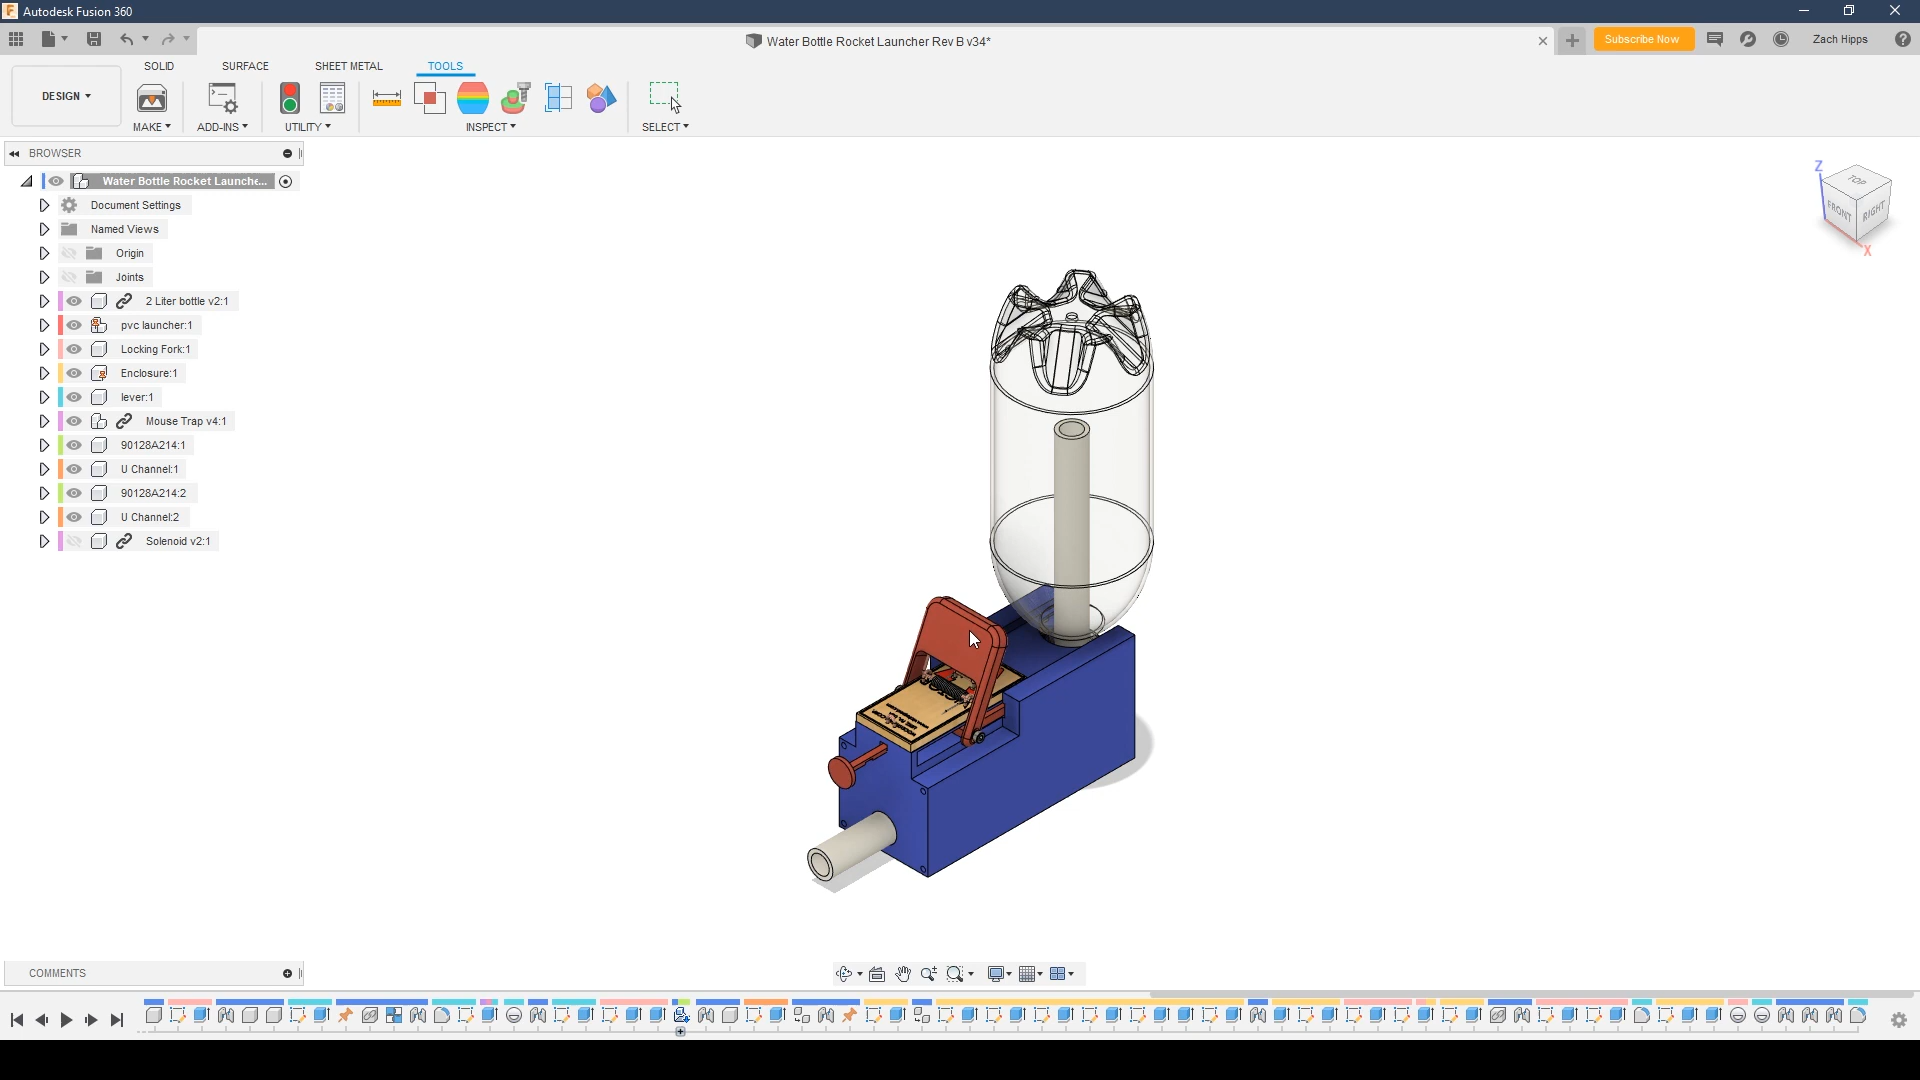 Autodesk Fusion 360
Water Bottle Rocket Launcher Rev B v34*
Subscribe Now
Zach Hipps
SOLID
SURFACE
SHEET METAL
TOOLS
DESIGN
MAKE
ADD-INS
UTILITY
INSPECT
SELECT
BROWSER
Water Bottle Rocket Launche...
Document Settings
Named Views
Origin
Joints
2 Liter bottle v2:1
pvc launcher:1
Locking Fork:1
Enclosure:1
lever:1
Mouse Trap v4:1
90128A214:1
U Channel:1
90128A214:2
U Channel:2
Solenoid v2:1
Z
TOP
FRONT
RIGHT
X
COMMENTS